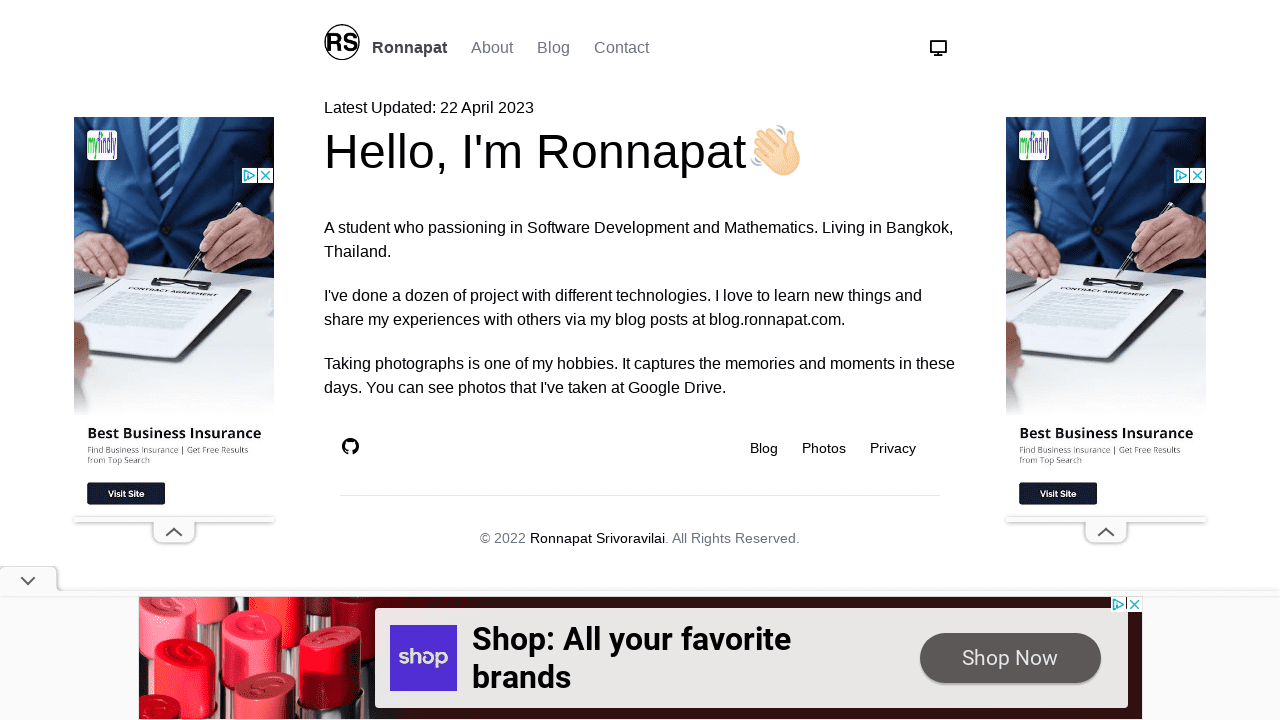 RS Ronnapat About Blog Contact
Latest Updated: 22 April 2023
Hello, I'm Ronnapat
A student who passioning in Software Development and Mathematics. Living in Bangkok,
Thailand.
I've done a dozen of project with different technologies. I love to learn new things and
share my experiences with others via my blog posts at blog.ronnapat.com.
Taking photographs is one of my hobbies. It captures the memories and moments in these
days. You can see photos that I've taken at Google Drive.
Blog Photos Privacy
© 2022 Ronnapat Srivoravilai. All Rights Reserved.
myfindly
CONTRACT AGREEMENT
Best Business Insurance
Find Business Insurance | Get Free Results
from Top Search
Visit Site
myfindly
CONTRACT AGREEMENT
Best Business Insurance
Find Business Insurance | Get Free Results
from Top Search
Visit Site
shop
Shop: All your favorite
brands
Shop Now